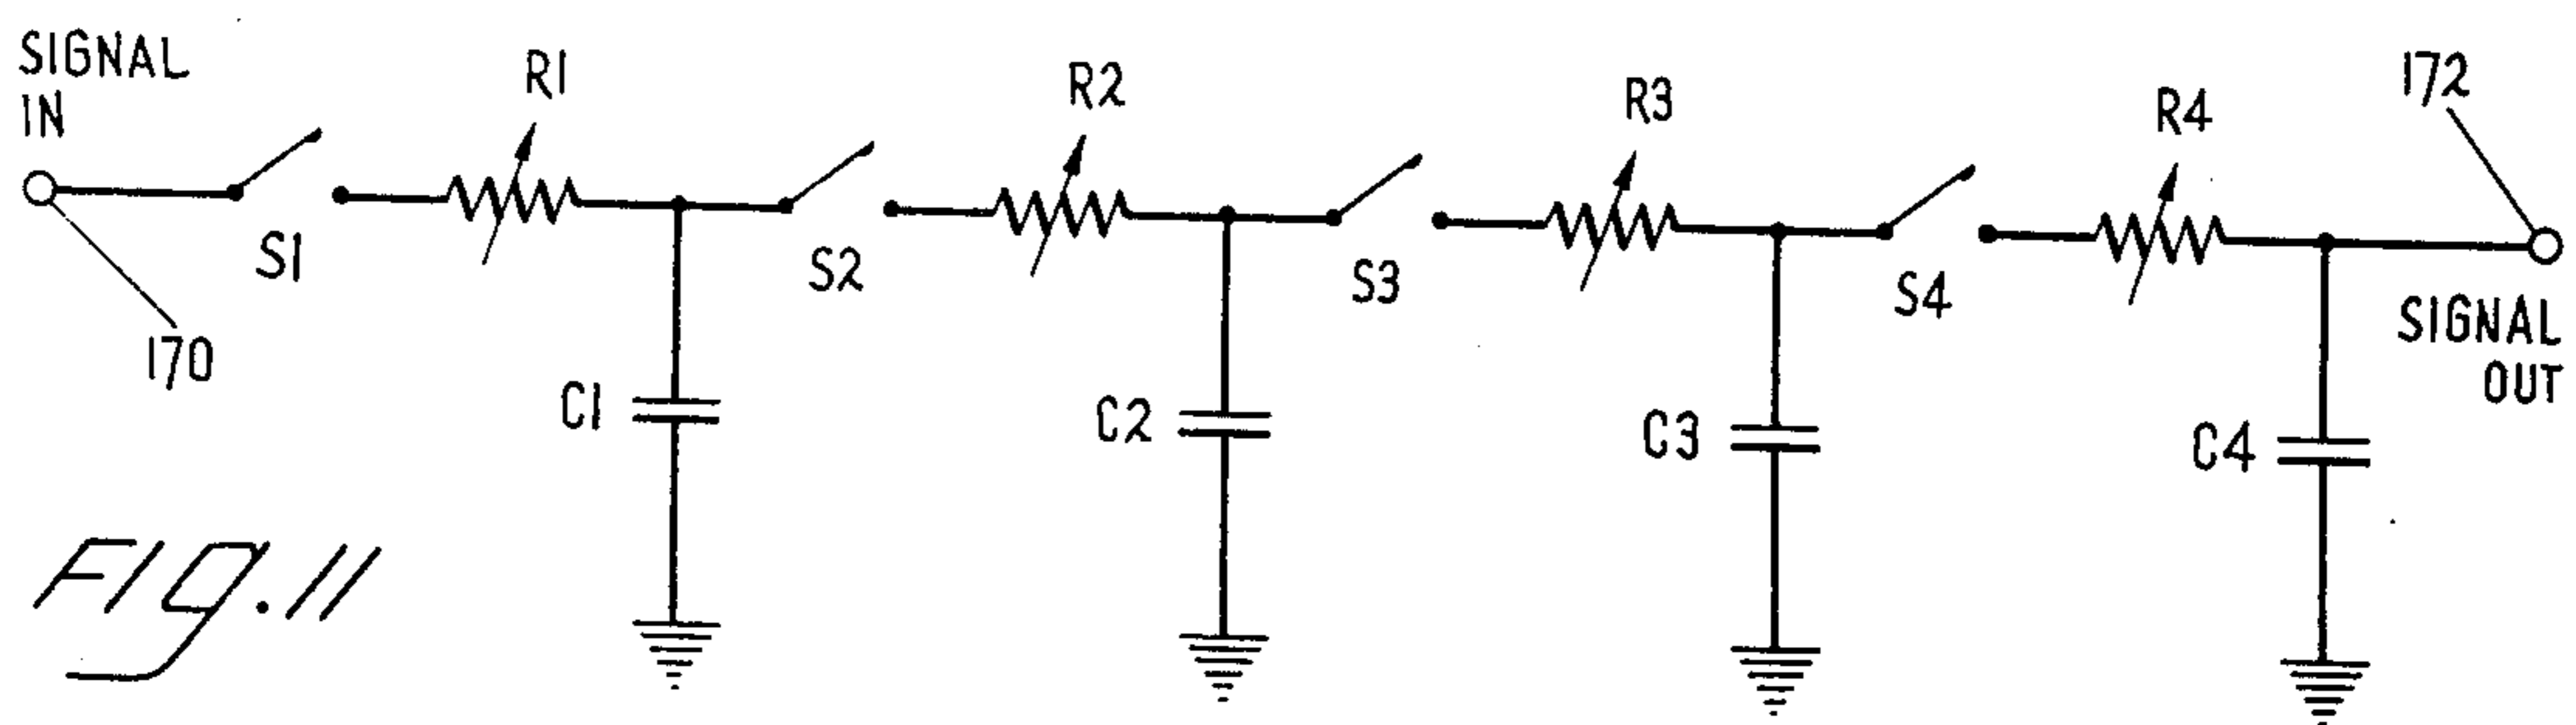 SIGNAL
IN
R1
R2
R3
R4
172
S1
S2
S3
S4
170
C1
C2
C3
C4
SIGNAL
OUT
Fig. 11